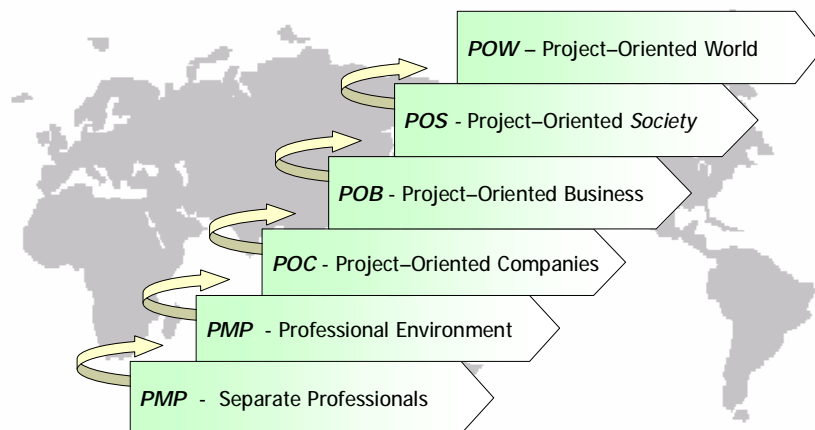 POW – Project–Oriented World
POS - Project–Oriented Society
POB - Project–Oriented Business
POC - Project–Oriented Companies
PMP - Professional Environment
PMP - Separate Professionals